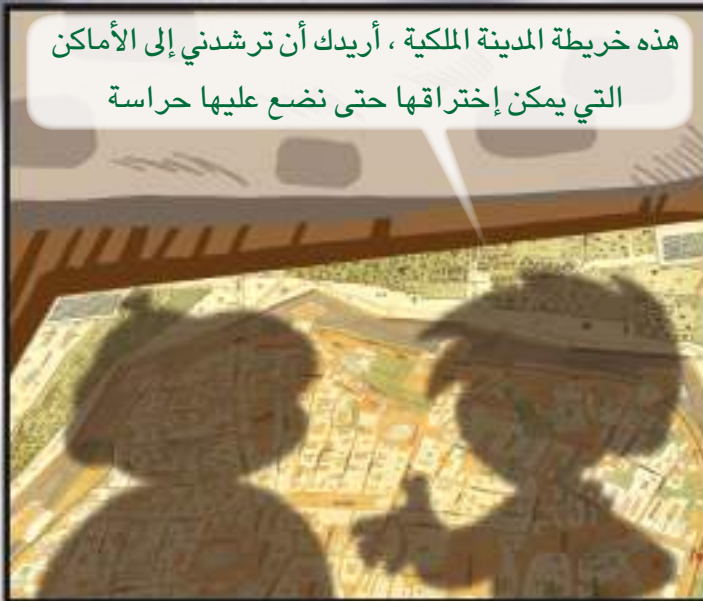 هذه خريطة المدينة الملكية ، أريدك أن ترشدني إلى الأماكن
التي يمكن إختراقها حتى نضع عليها حراسة